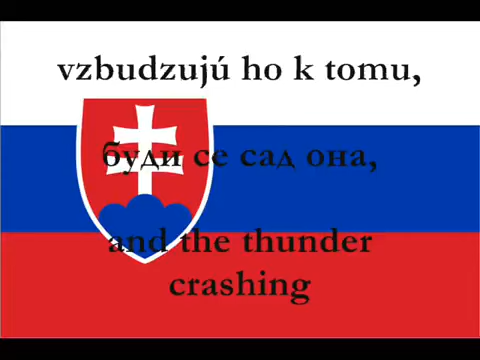 vzbudzujú ho k tomu,
буди се сад она,
and the thunder
crashing